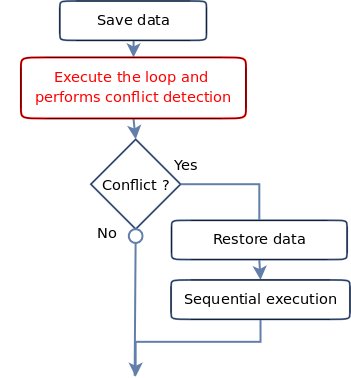 Save data
Execute the loop and
performs conflict detection
Conflict ?
Yes
No
Restore data
Sequential execution